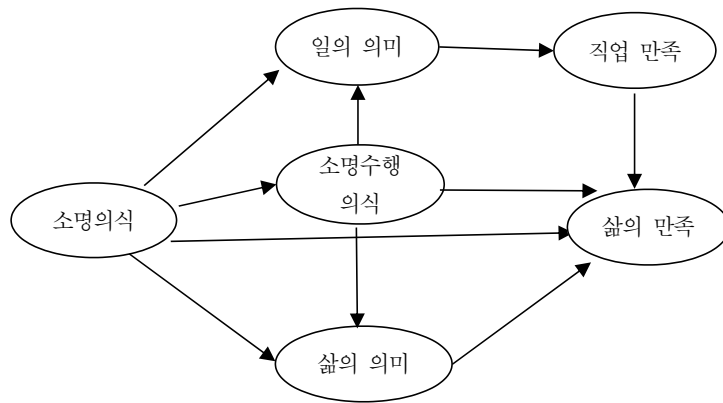 일의 의미
직업 만족
소명수행
의식
소명의식
삶의 만족
삶의 의미